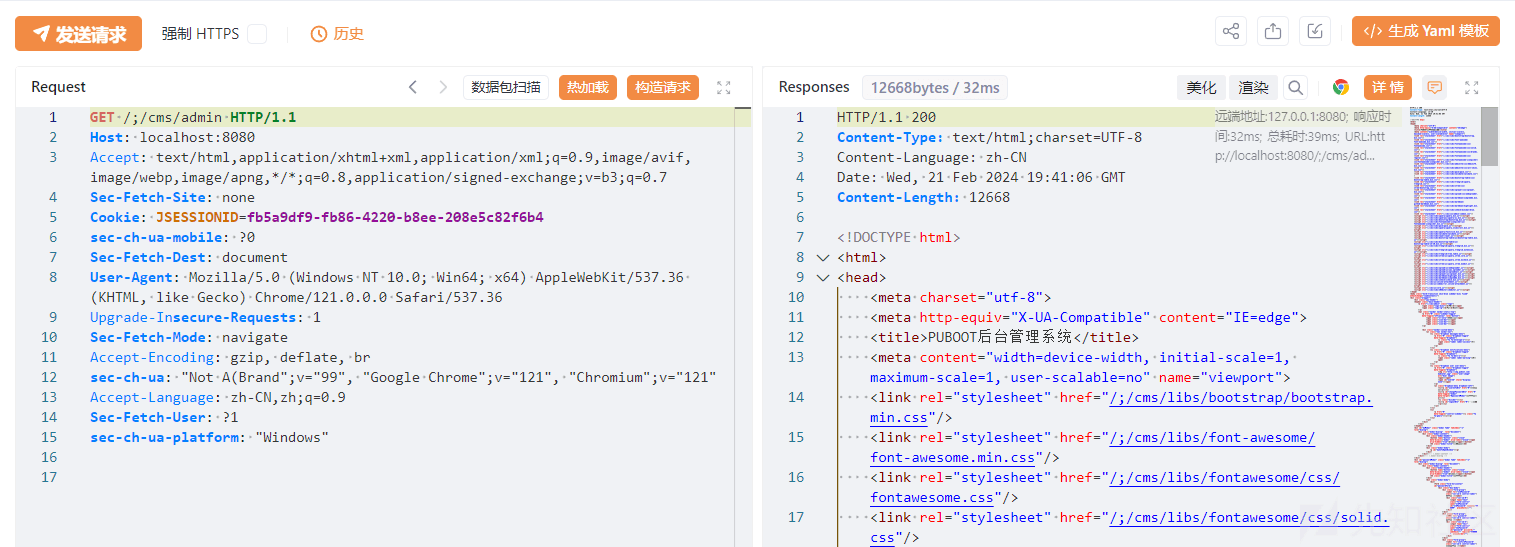 发送请求 强制 HTTPS 历史 </> 生成 Yaml 模板
Request 数据包扫描 热加载 构造请求
1 GET /;/cms/admin HTTP/1.1
2 Host: localhost:8080
3 Accept: text/html,application/xhtml+xml,application/xml;q=0.9,image/avif,
image/webp,image/apng,*/*;q=0.8,application/signed-exchange;v=b3;q=0.7
4 Sec-Fetch-Site: none
5 Cookie: JSESSIONID=fb5a9df9-fb86-4220-b8ee-208e5c82f6b4
6 sec-ch-ua-mobile: ?0
7 Sec-Fetch-Dest: document
8 User-Agent: Mozilla/5.0 (Windows NT 10.0; Win64; x64) AppleWebKit/537.36
(KHTML, like Gecko) Chrome/121.0.0.0 Safari/537.36
9 Upgrade-Insecure-Requests: 1
10 Sec-Fetch-Mode: navigate
11 Accept-Encoding: gzip, deflate, br
12 sec-ch-ua: "Not A(Brand";v="99", "Google Chrome";v="121", "Chromium";v="121"
13 Accept-Language: zh-CN,zh;q=0.9
14 Sec-Fetch-User: ?1
15 sec-ch-ua-platform: "Windows"
16
17
Responses 12668bytes / 32ms 美化 渲染 详情
1 HTTP/1.1 200
2 Content-Type: text/html;charset=UTF-8
3 Content-Language: zh-CN
4 Date: Wed, 21 Feb 2024 19:41:06 GMT
5 Content-Length: 12668
6
7 <!DOCTYPE html>
8 <html>
9 <head>
10 <meta charset="utf-8">
11 <meta http-equiv="X-UA-Compatible" content="IE=edge">
12 <title>PUBOOT后台管理系统</title>
13 <meta content="width=device-width, initial-scale=1,
maximum-scale=1, user-scalable=no" name="viewport">
14 <link rel="stylesheet" href="/;/cms/libs/bootstrap/bootstrap.
min.css"/>
15 <link rel="stylesheet" href="/;/cms/libs/font-awesome/
font-awesome.min.css"/>
16 <link rel="stylesheet" href="/;/cms/libs/fontawesome/css/
fontawesome.css"/>
17 <link rel="stylesheet" href="/;/cms/libs/fontawesome/css/solid.
css"/>
远端地址:127.0.0.1:8080; 响应时
间:32ms; 总耗时:39ms; URL:htt
p://localhost:8080/;/cms/ad...